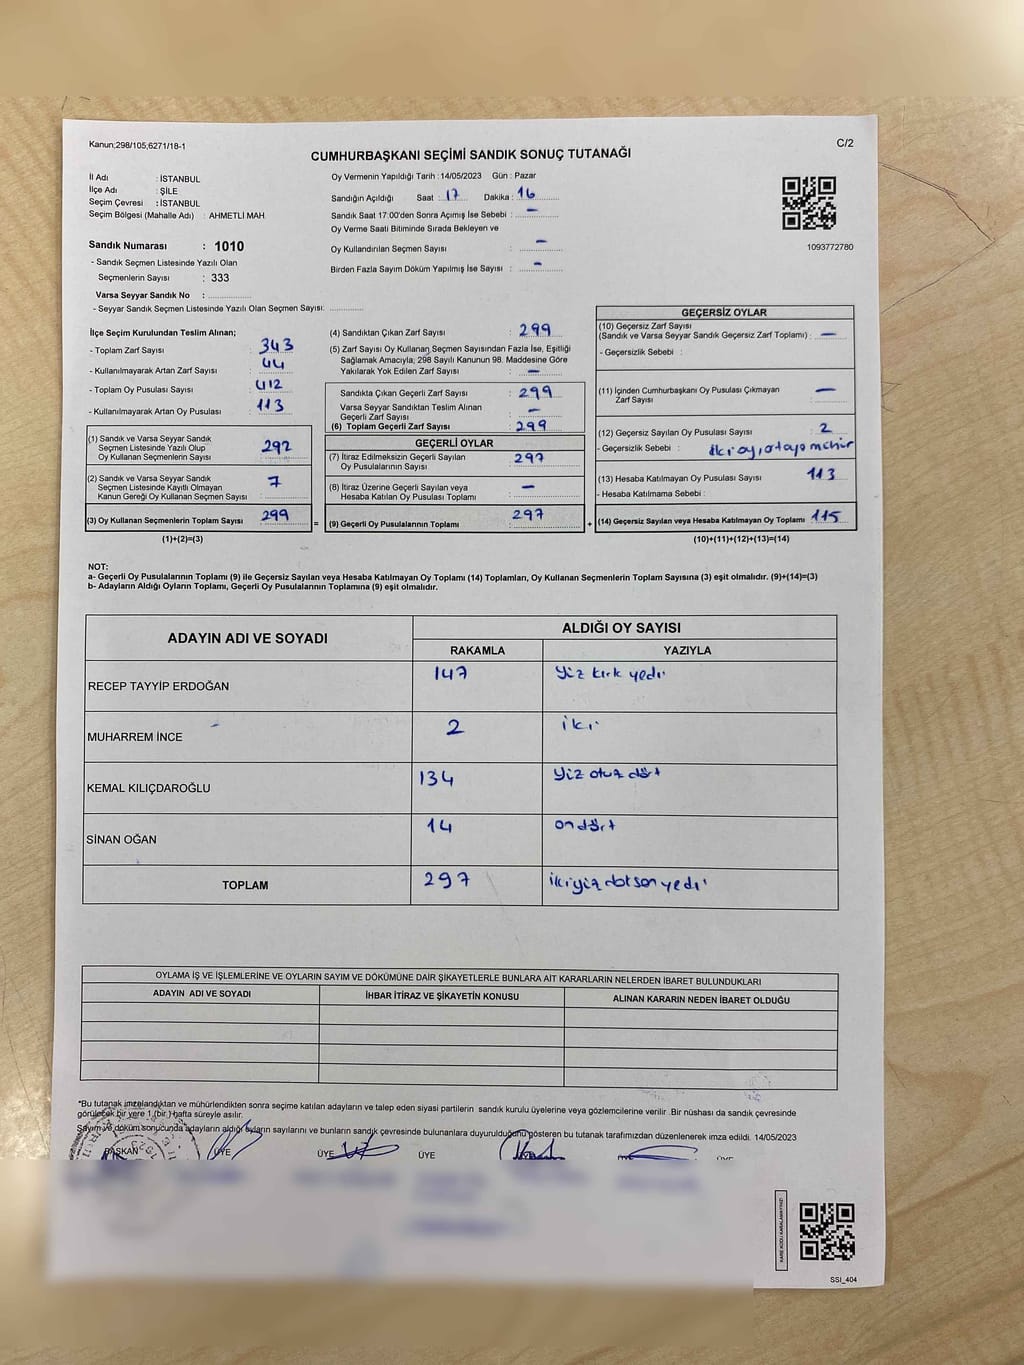 Kanun;298/105,6271/18-1
C/2
CUMHURBAŞKANI SEÇİMİ SANDIK SONUÇ TUTANAĞI
İl Adı : İSTANBUL
İlçe Adı : ŞİLE
Seçim Çevresi : İSTANBUL
Seçim Bölgesi (Mahalle Adı) : AHMETLİ MAH.
Sandık Numarası : 1010
- Sandık Seçmen Listesinde Yazılı Olan
Seçmenlerin Sayısı : 333
Varsa Seyyar Sandık No :
- Seyyar Sandık Seçmen Listesinde Yazılı Olan Seçmen Sayısı:
Oy Vermenin Yapıldığı Tarih :14/05/2023 Gün : Pazar
Sandığın Açıldığı Saat : 17 Dakika : 16
Sandık Saat 17:00'den Sonra Açımış İse Sebebi : -
Oy Verme Saati Bitiminde Sırada Bekleyen ve
Oy Kullandırılan Seçmen Sayısı : -
Birden Fazla Sayım Döküm Yapılmış İse Sayısı : -
1093772780
İlçe Seçim Kurulundan Teslim Alınan;
- Toplam Zarf Sayısı : 343
- Kullanılmayarak Artan Zarf Sayısı : 44
- Toplam Oy Pusulası Sayısı : 412
- Kullanılmayarak Artan Oy Pusulası : 113
(1) Sandık ve Varsa Seyyar Sandık
Seçmen Listesinde Yazılı Olup
Oy Kullanan Seçmenlerin Sayısı : 292
(2) Sandık ve Varsa Seyyar Sandık
Seçmen Listesinde Kayıtlı Olmayan
Kanun Gereği Oy Kullanan Seçmen Sayısı : 7
(3) Oy Kullanan Seçmenlerin Toplam Sayısı : 299
(1)+(2)=(3)
=
(4) Sandıktan Çıkan Zarf Sayısı : 299
(5) Zarf Sayısı Oy Kullanan Seçmen Sayısından Fazla İse, Eşitliği
Sağlamak Amacıyla, 298 Sayılı Kanunun 98. Maddesine Göre
Yakılarak Yok Edilen Zarf Sayısı : -
Sandıkta Çıkan Geçerli Zarf Sayısı : 299
Varsa Seyyar Sandıktan Teslim Alınan
Geçerli Zarf Sayısı : -
(6) Toplam Geçerli Zarf Sayısı : 299
GEÇERLİ OYLAR
(7) İtiraz Edilmeksizin Geçerli Sayılan
Oy Pusulalarının Sayısı : 297
(8) İtiraz Üzerine Geçerli Sayılan veya
Hesaba Katılan Oy Pusulası Toplamı : -
(9) Geçerli Oy Pusulalarının Toplamı : 297
+
GEÇERSİZ OYLAR
(10) Geçersiz Zarf Sayısı
(Sandık ve Varsa Seyyar Sandık Geçersiz Zarf Toplamı) : -
- Geçersizlik Sebebi :
(11) İçinden Cumhurbaşkanı Oy Pusulası Çıkmayan
Zarf Sayısı : -
(12) Geçersiz Sayılan Oy Pusulası Sayısı : 2
- Geçersizlik Sebebi : iki oy, ortaya mühür
(13) Hesaba Katılmayan Oy Pusulası Sayısı : 113
- Hesaba Katılmama Sebebi :
(14) Geçersiz Sayılan veya Hesaba Katılmayan Oy Toplamı : 115
(10)+(11)+(12)+(13)=(14)
NOT:
a- Geçerli Oy Pusulalarının Toplamı (9) ile Geçersiz Sayılan veya Hesaba Katılmayan Oy Toplamı (14) Toplamları, Oy Kullanan Seçmenlerin Toplam Sayısına (3) eşit olmalıdır. (9)+(14)=(3)
b- Adayların Aldığı Oyların Toplamı, Geçerli Oy Pusulalarının Toplamına (9) eşit olmalıdır.
ADAYIN ADI VE SOYADI
ALDIĞI OY SAYISI
RAKAMLA YAZIYLA
RECEP TAYYİP ERDOĞAN 147 Yüz kırk yedi
MUHARREM İNCE 2 iki
KEMAL KILIÇDAROĞLU 134 Yüz otuz dört
SİNAN OĞAN 14 on dört
TOPLAM 297 ikiyüz doksan yedi
OYLAMA İŞ VE İŞLEMLERİNE VE OYLARIN SAYIM VE DÖKÜMÜNE DAİR ŞİKAYETLERLE BUNLARA AİT KARARLARIN NELERDEN İBARET BULUNDUKLARI
ADAYIN ADI VE SOYADI İHBAR İTİRAZ VE ŞİKAYETİN KONUSU ALINAN KARARIN NEDEN İBARET OLDUĞU
*Bu tutanak imzalandıktan ve mühürlendikten sonra seçime katılan adayların ve talep eden siyasi partilerin sandık kurulu üyelerine veya gözlemcilerine verilir .Bir nüshası da sandık çevresinde
görülecek bir yere 1 (bir) hafta süreyle asılır.
Sayım ve döküm sonucunda adayların aldığı oyların sayılarını ve bunların sandık çevresinde bulunanlara duyurulduğunu gösteren bu tutanak tarafımızdan düzenlenerek imza edildi. 14/05/2023
BAŞKAN ÜYE ÜYE ÜYE ÜYE ÜYE
SSİ_404